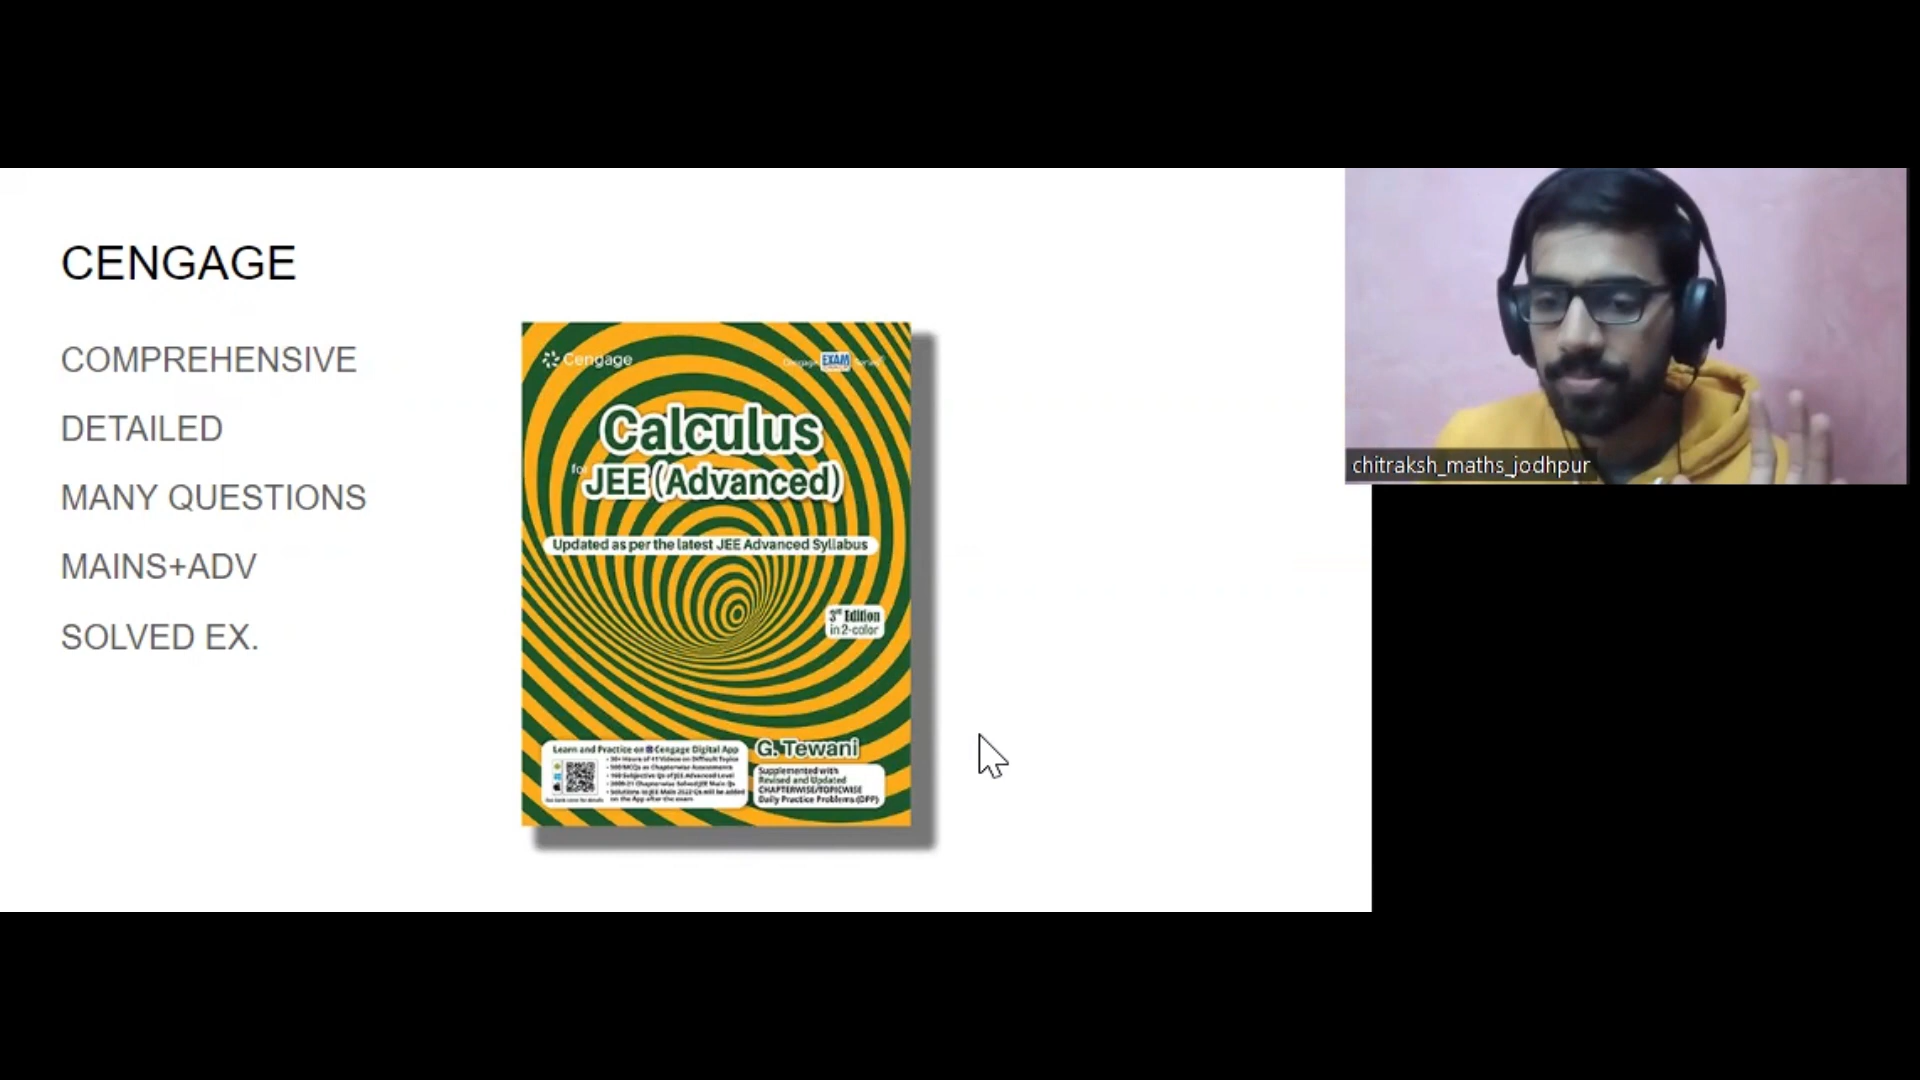 CENGAGE
COMPREHENSIVE
DETAILED
MANY QUESTIONS
MAINS+ADV
SOLVED EX.
Cengage
EXAM
Calculus
for
JEE (Advanced)
Updated as per the latest JEE Advanced Syllabus
3rd Edition
in 2-color
Learn and Practice on Cengage Digital App
G. Tewani
Supplemented with
Revised and Updated
CHAPTERWISE/TOPICWISE
Daily Practice Problems (DPP)
chitraksh_maths_jodhpur